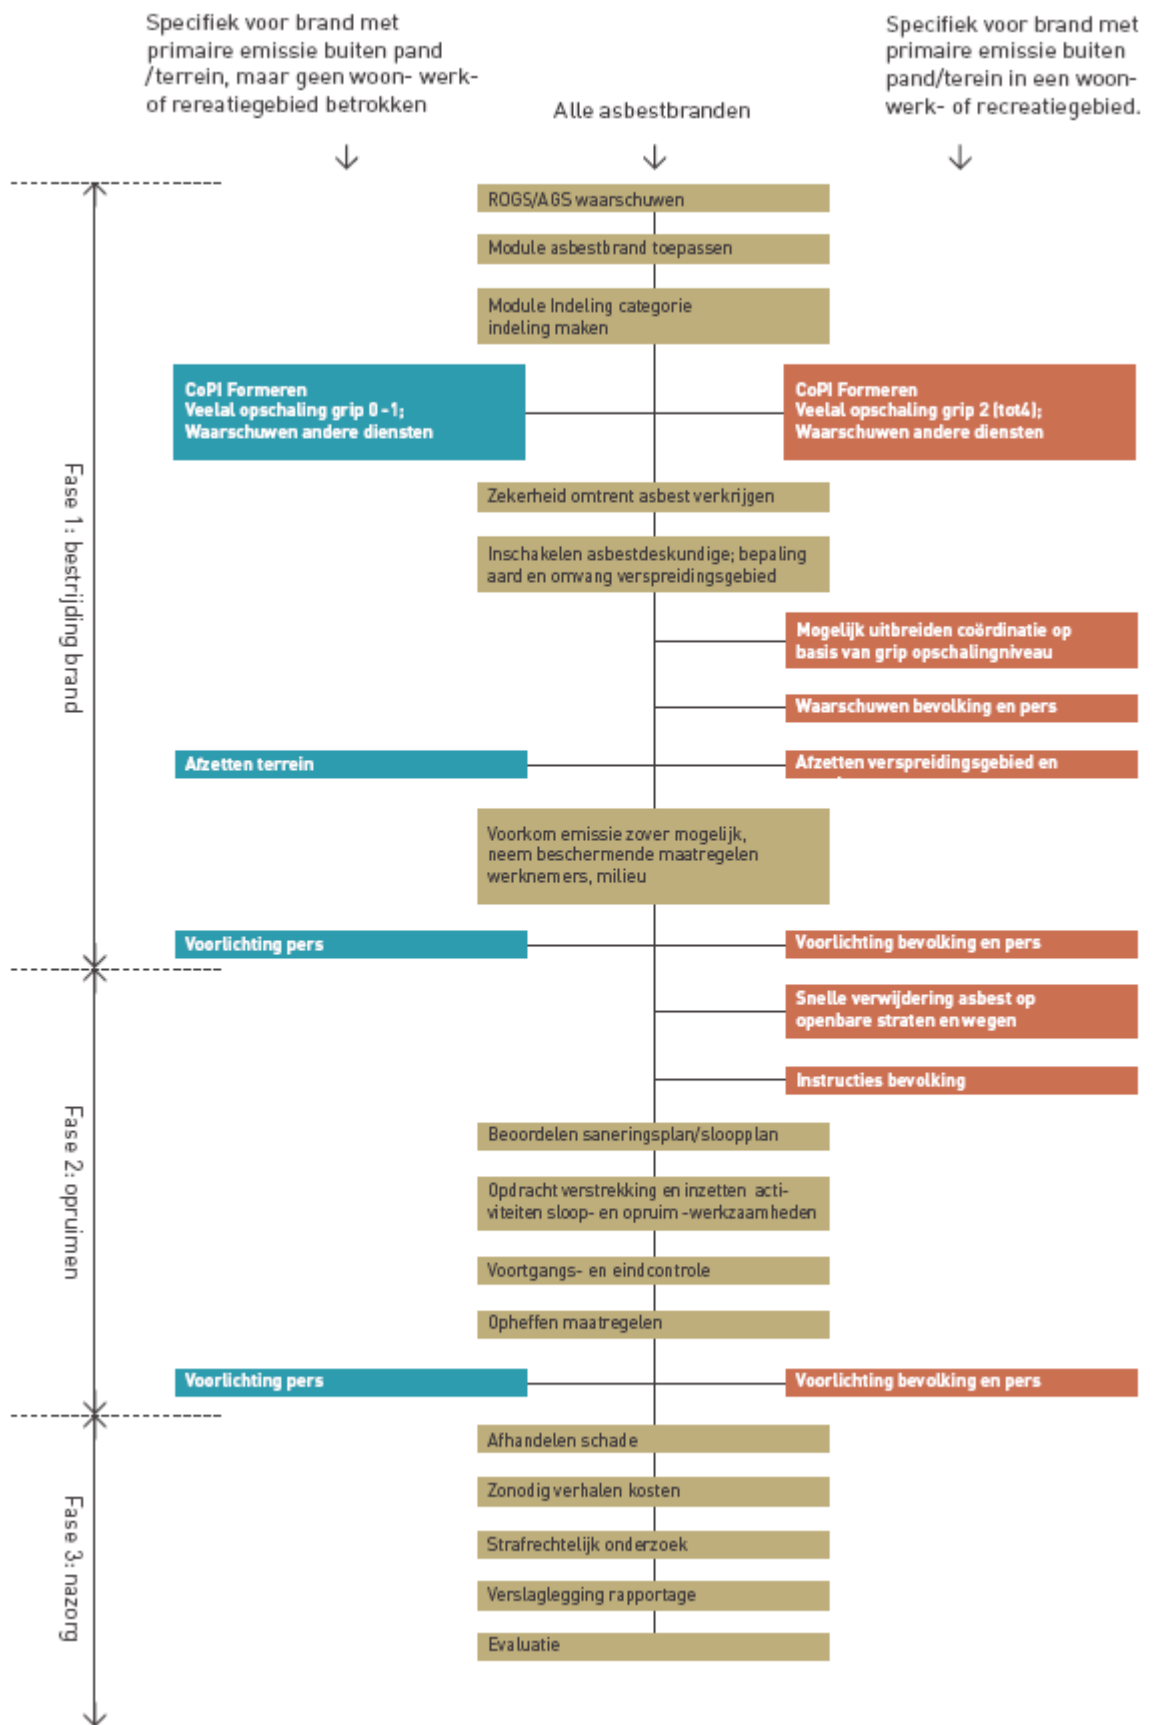 Specifiek voor brand met
primaire emissie buiten pand
/terrein, maar geen woon- werk-
of rereatiegebied betrokken
Alle asbestbranden
Specifiek voor brand met
primaire emissie buiten
pand/terein in een woon-
werk- of recreatiegebied.
Fase 1: bestrijding brand
ROGS/AGS waarschuwen
Module asbestbrand toepassen
Module Indeling categorie
indeling maken
CoPI Formeren
Veelal opschaling grip 0 -1;
Waarschuwen andere diensten
CoPI Formeren
Veelal opschaling grip 2 (tot4);
Waarschuwen andere diensten
Zekerheid omtrent asbest verkrijgen
Inschakelen asbestdeskundige; bepaling
aard en omvang verspreidingsgebied
Mogelijk uitbreiden coördinatie op
basis van grip opschalingniveau
Waarschuwen bevolking en pers
Afzetten terrein
Afzetten verspreidingsgebied en
Voorkom emissie zover mogelijk,
neem beschermende maatregelen
werknemers, milieu
Voorlichting pers
Voorlichting bevolking en pers
Fase 2: opruimen
Snelle verwijdering asbest op
openbare straten en wegen
Instructies bevolking
Beoordelen saneringsplan/sloopplan
Opdracht verstrekking en inzetten acti-
viteiten sloop- en opruim -werkzaamheden
Voortgangs- en eindcontrole
Opheffen maatregelen
Voorlichting pers
Voorlichting bevolking en pers
Fase 3: nazorg
Afhandelen schade
Zonodig verhalen kosten
Strafrechtelijk onderzoek
Verslaglegging rapportage
Evaluatie